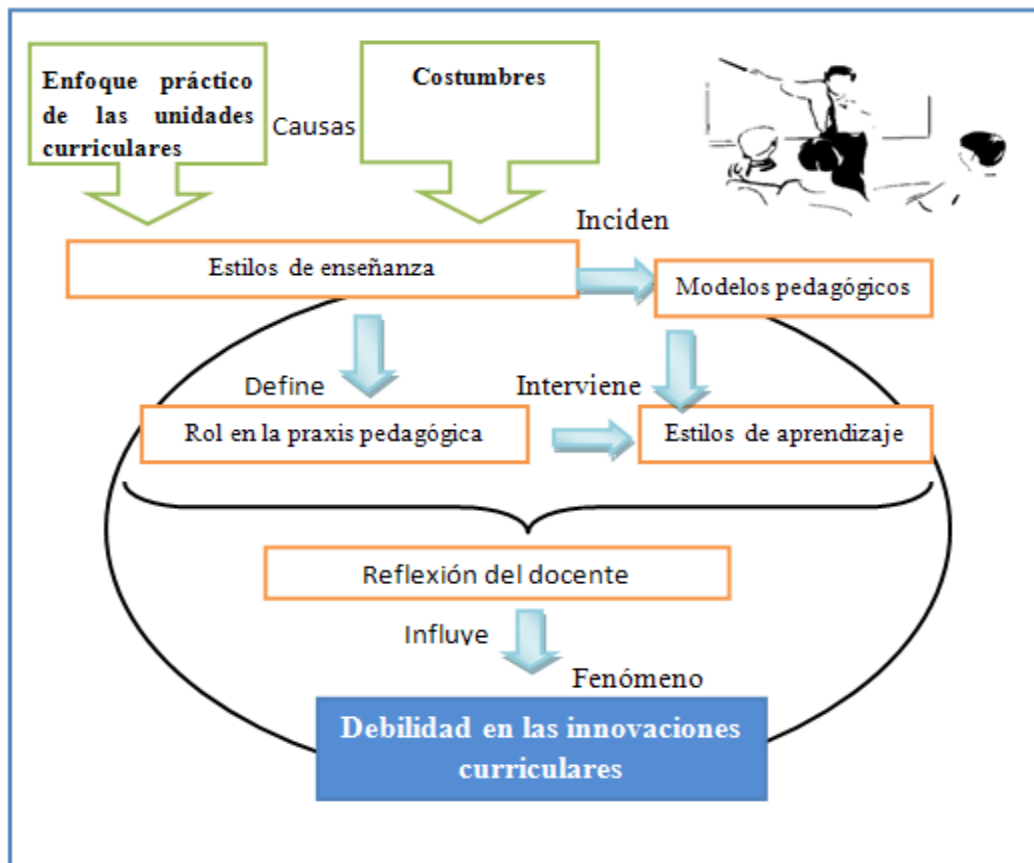 Enfoque práctico
de las unidades
curriculares
Causas
Costumbres
Inciden
Estilos de enseñanza
Modelos pedagógicos
Define
Interviene
Rol en la praxis pedagógica
Estilos de aprendizaje
Reflexión del docente
Influye
Fenómeno
Debilidad en las innovaciones
curriculares